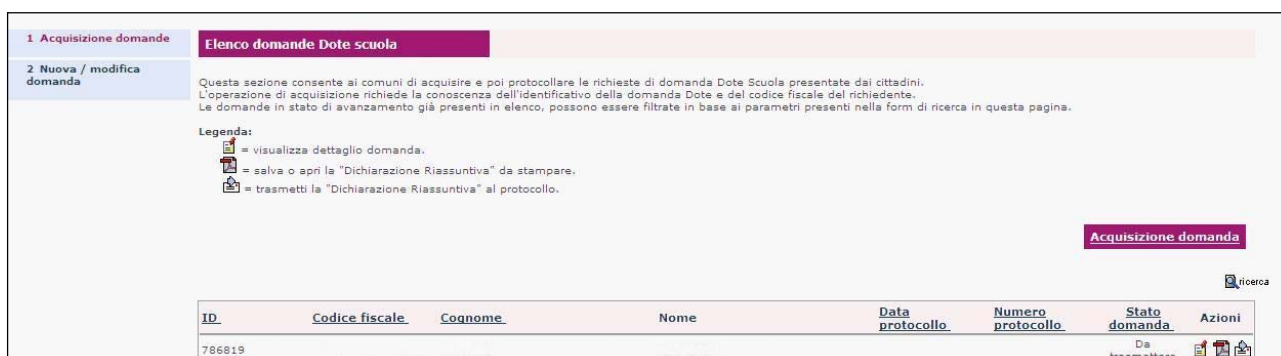 1 Acquisizione domande
2 Nuova / modifica
domanda
Elenco domande Dote scuola
Questa sezione consente ai comuni di acquisire e poi protocollare le richieste di domanda Dote Scuola presentate dai cittadini.
L'operazione di acquisizione richiede la conoscenza dell'identificativo della domanda Dote e del codice fiscale del richiedente.
Le domande in stato di avanzamento già presenti in elenco, possono essere filtrate in base ai parametri presenti nella form di ricerca in questa pagina.
Legenda:
= visualizza dettaglio domanda.
= salva o apri la "Dichiarazione Riassuntiva" da stampare.
= trasmetti la "Dichiarazione Riassuntiva" al protocollo.
Acquisizione domanda
ricerca
ID Codice fiscale Cognome Nome Data protocollo Numero protocollo Stato domanda Azioni
786819 Da trasmettere